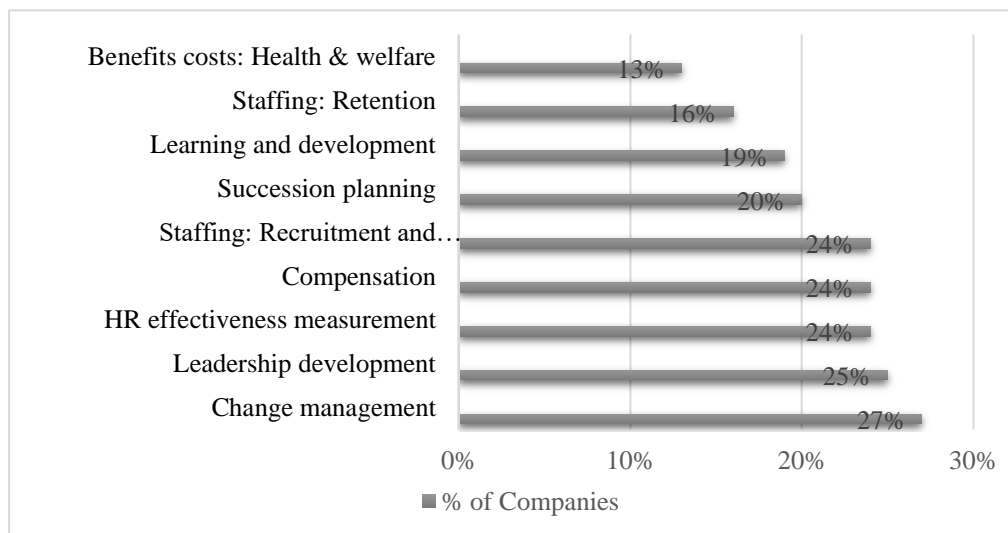 Benefits costs: Health & welfare
13%
Staffing: Retention
16%
Learning and development
19%
Succession planning
20%
Staffing: Recruitment and…
24%
Compensation
24%
HR effectiveness measurement
24%
Leadership development
25%
Change management
27%
0% 10% 20% 30%
% of Companies